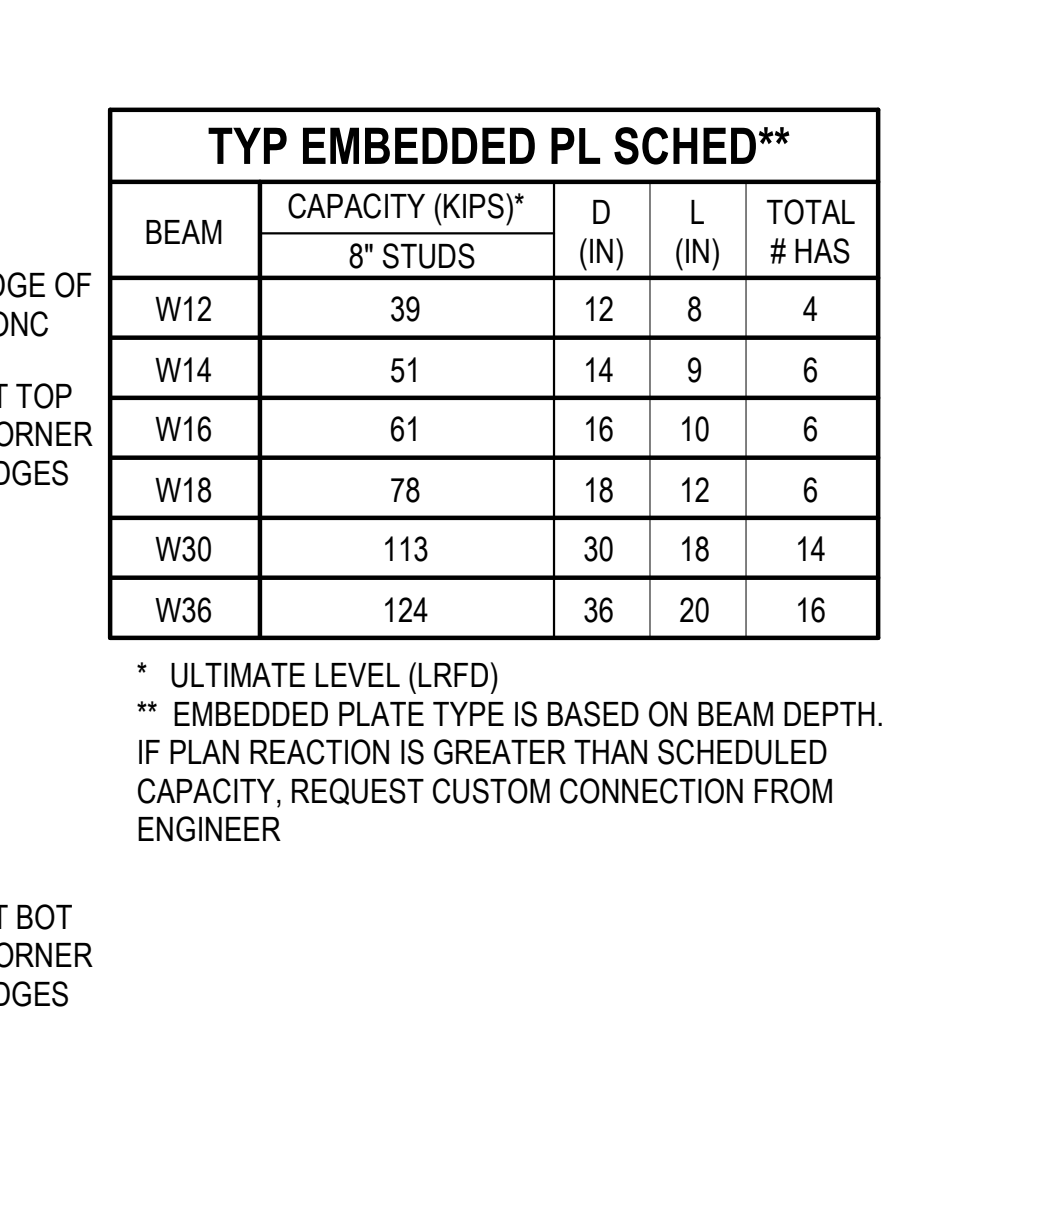 TYP EMBEDDED PL SCHED**
BEAM CAPACITY (KIPS)* D (IN) L (IN) TOTAL # HAS
8" STUDS
W12 39 12 8 4
W14 51 14 9 6
W16 61 16 10 6
W18 78 18 12 6
W30 113 30 18 14
W36 124 36 20 16
* ULTIMATE LEVEL (LRFD)
** EMBEDDED PLATE TYPE IS BASED ON BEAM DEPTH.
IF PLAN REACTION IS GREATER THAN SCHEDULED
CAPACITY, REQUEST CUSTOM CONNECTION FROM
ENGINEER
OF
TOP
BOT